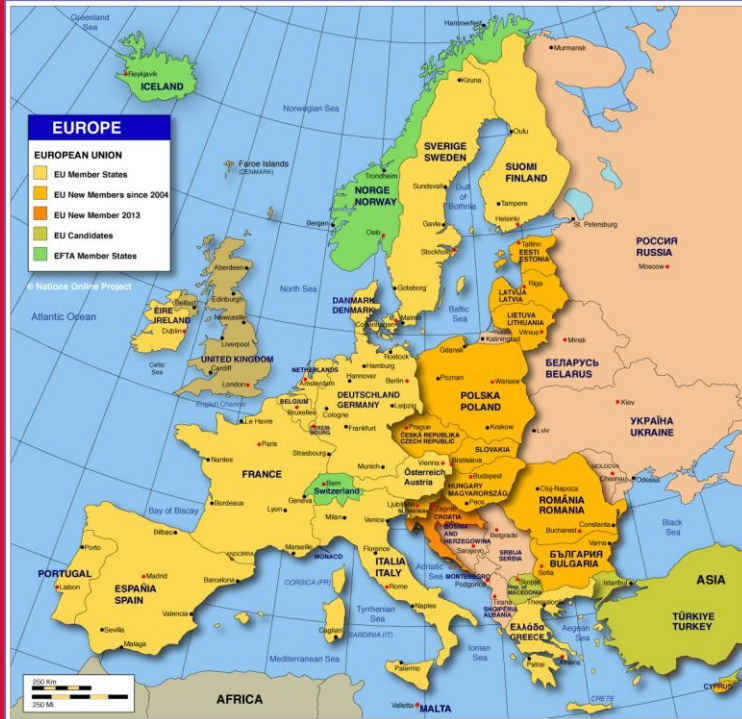 Greenland
Sea
Hammerfest
Murmansk
Reykjavik
ICELAND
Kiruna
Norwegian Sea
EUROPE
EUROPEAN UNION
EU Member States
EU New Members since 2004
EU New Member 2013
EU Candidates
EFTA Member States
© Nations Online Project
SVERIGE
SWEDEN
Oulu
SUOMI
FINLAND
Faroe Islands
(DENMARK)
Trondheim
Sundsvall
Gulf
of
Bothnia
NORGE
NORWAY
Tampere
Helsinki
St. Petersburg
Bergen
Oslo
Gavle
Stockholm
Tallinn
EESTI
ESTONIA
РОССИЯ
RUSSIA
Moscow
Aberdeen
North Sea
Goteborg
Riga
LATVIJA
LATVIA
Edinburgh
DANMARK
DENMARK
Baltic
Sea
LIETUVA
LITHUANIA
Atlantic Ocean
Belfast
Newcastle
Copenhagen
Malmö
Vilnius
Kaliningrad
Minsk
ÉIRE
IRELAND
Dublin
Liverpool
Celtic
Sea
UNITED KINGDOM
Cardiff
London
Rostock
Gdansk
БЕЛАРУСЬ
BELARUS
NETHERLANDS
Amsterdam
Hamburg
Hannover
Berlin
Poznan
Warsaw
English Channel
BELGIUM
Bruxelles
DEUTSCHLAND
GERMANY
Leipzig
POLSKA
POLAND
Kiev
Cologne
Le Havre
LUXEM-
BOURG
Frankfurt
Prague
Krakow
Lviv
УКРАЇНА
UKRAINE
Paris
ČESKÁ REPUBLIKA
CZECH REPUBLIC
Strasbourg
SLOVAKIA
Nantes
FRANCE
Munich
Vienna
Bratislava
Österreich
Austria
Budapest
MOLDOVA
Chisinau
Odessa
Bern
Switzerland
HUNGARY
MAGYARORSZÁG
Cluj-Napoca
Geneva
Pecs
ROMÂNIA
ROMANIA
Bordeaux
Lyon
Ljubljana
SLOVENIA
Zagreb
CROATIA
Bay of Biscay
Milan
Venice
BOSNIA
AND
HERZEGOWINA
Belgrade
Bucharest
Constanta
Bilbao
Sarajevo
SRBIJA
SERBIA
Varna
Black
Sea
Porto
ANDORRA
Marseille
MONACO
Florence
БЪЛГАРИЯ
BULGARIA
PORTUGAL
Lisbon
Madrid
ESPAÑA
SPAIN
Barcelona
CORSICA (FR)
ITALIA
ITALY
Rome
Adriatic
Sea
MONTENEGRO
Podgorica
Sofia
Skopje
Rep. of
MACEDONIA
Istanbul
ASIA
Tirana
SHQIPËRIA
ALBANIA
Thessaloniki
Valencia
Naples
Tyrrhenian
Sea
Sevilla
Cagliari
SARDINIA (IT)
Ελλάδα
GREECE
Aegean
Sea
TÜRKIYE
TURKEY
Malaga
Ionian
Sea
Patrai
Athens
Mediterranean Sea
Palermo
CYPRUS
250 Km
250 Mi.
AFRICA
Valletta
MALTA
CRETE